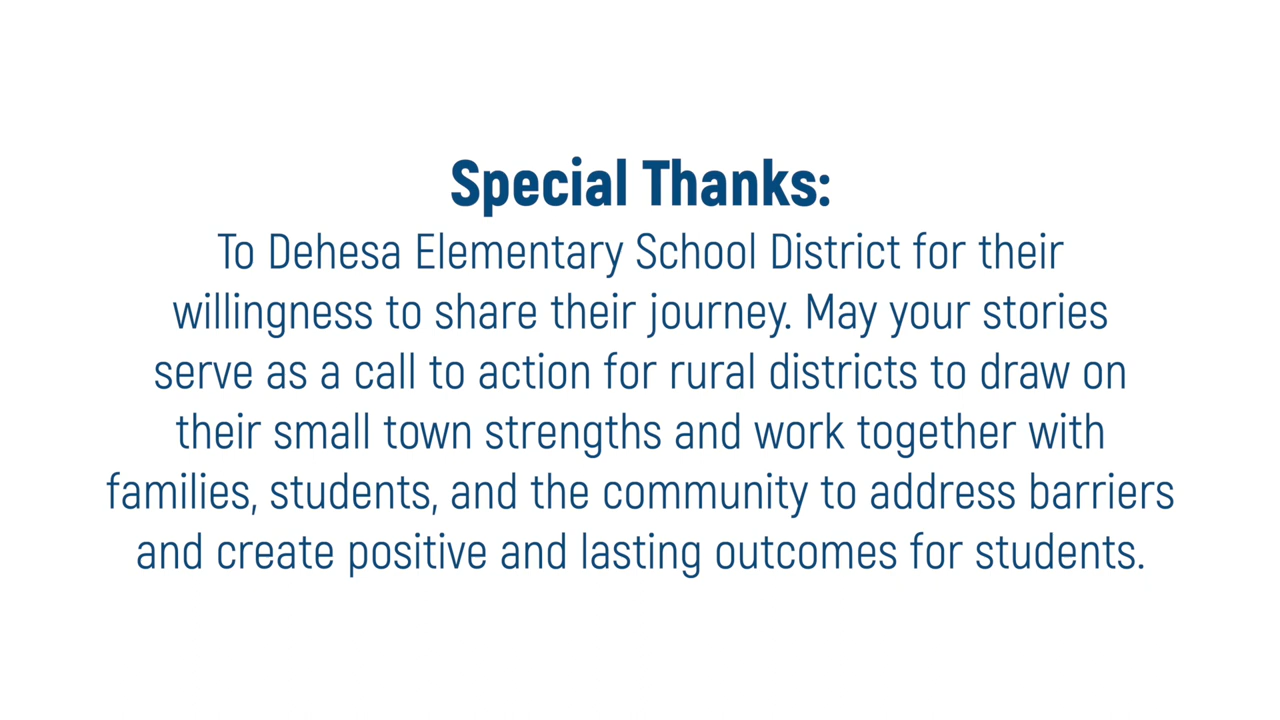 Special Thanks:
To Dehesa Elementary School District for their
willingness to share their journey. May your stories
serve as a call to action for rural districts to draw on
their small town strengths and work together with
families, students, and the community to address barriers
and create positive and lasting outcomes for students.